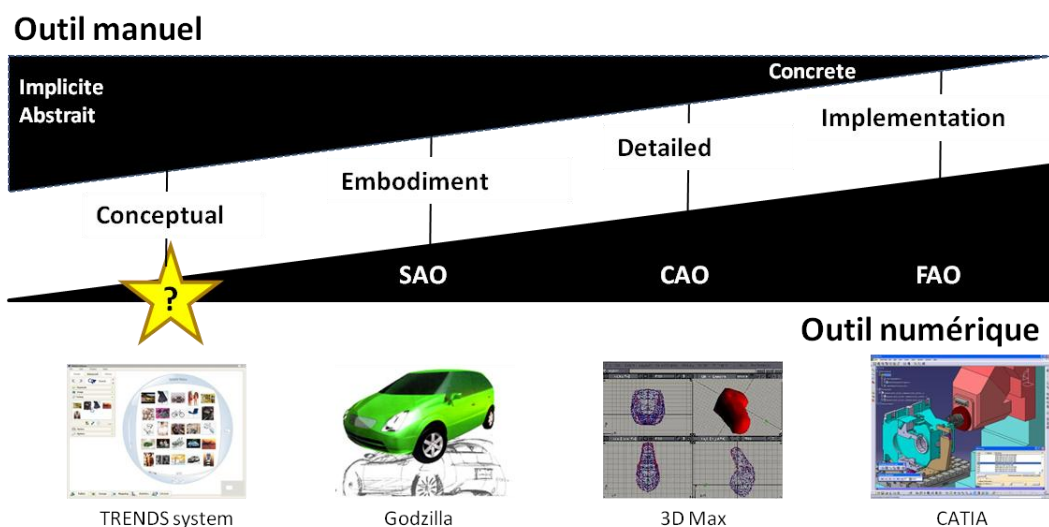 Outil manuel
Implicite
Abstrait
Concrete
Implementation
Detailed
Embodiment
Conceptual
?
SAO
CAO
FAO
Outil numérique
TRENDS system
Godzilla
3D Max
CATIA